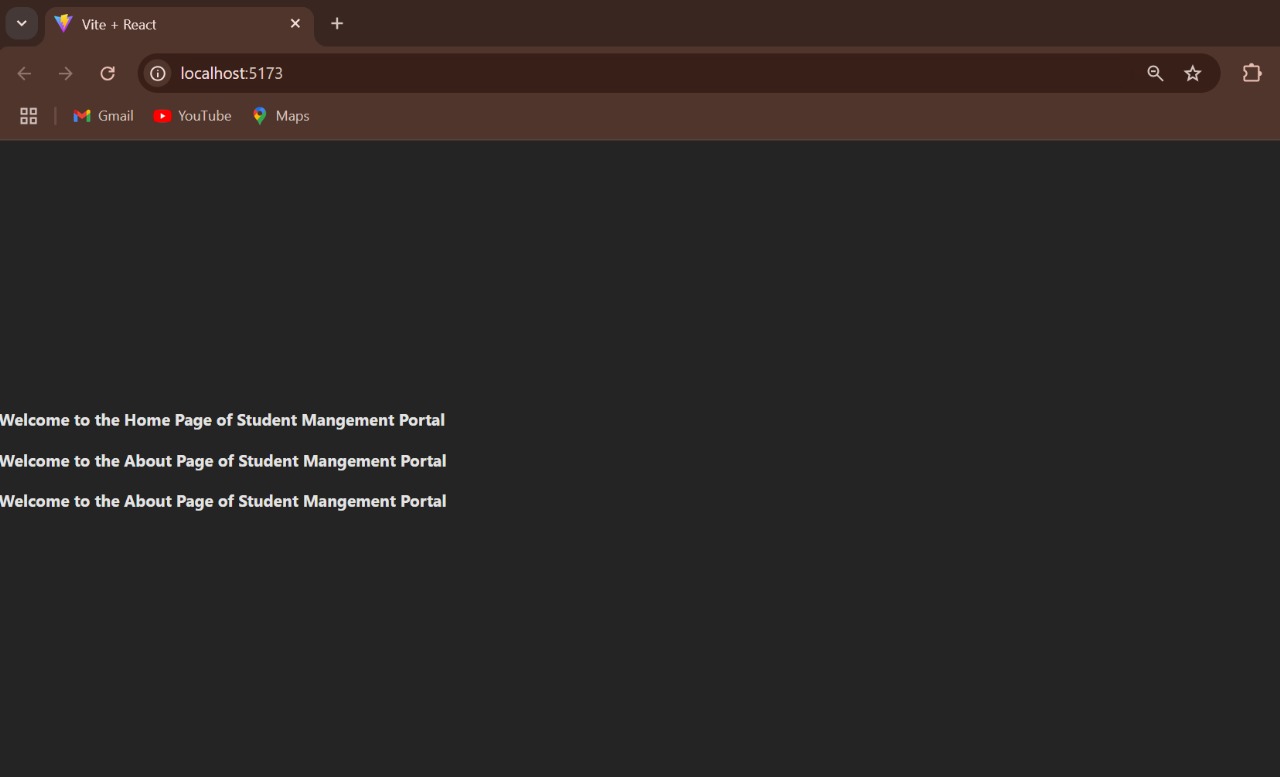 Vite + React
localhost:5173
Gmail YouTube Maps
Welcome to the Home Page of Student Mangement Portal
Welcome to the About Page of Student Mangement Portal
Welcome to the About Page of Student Mangement Portal